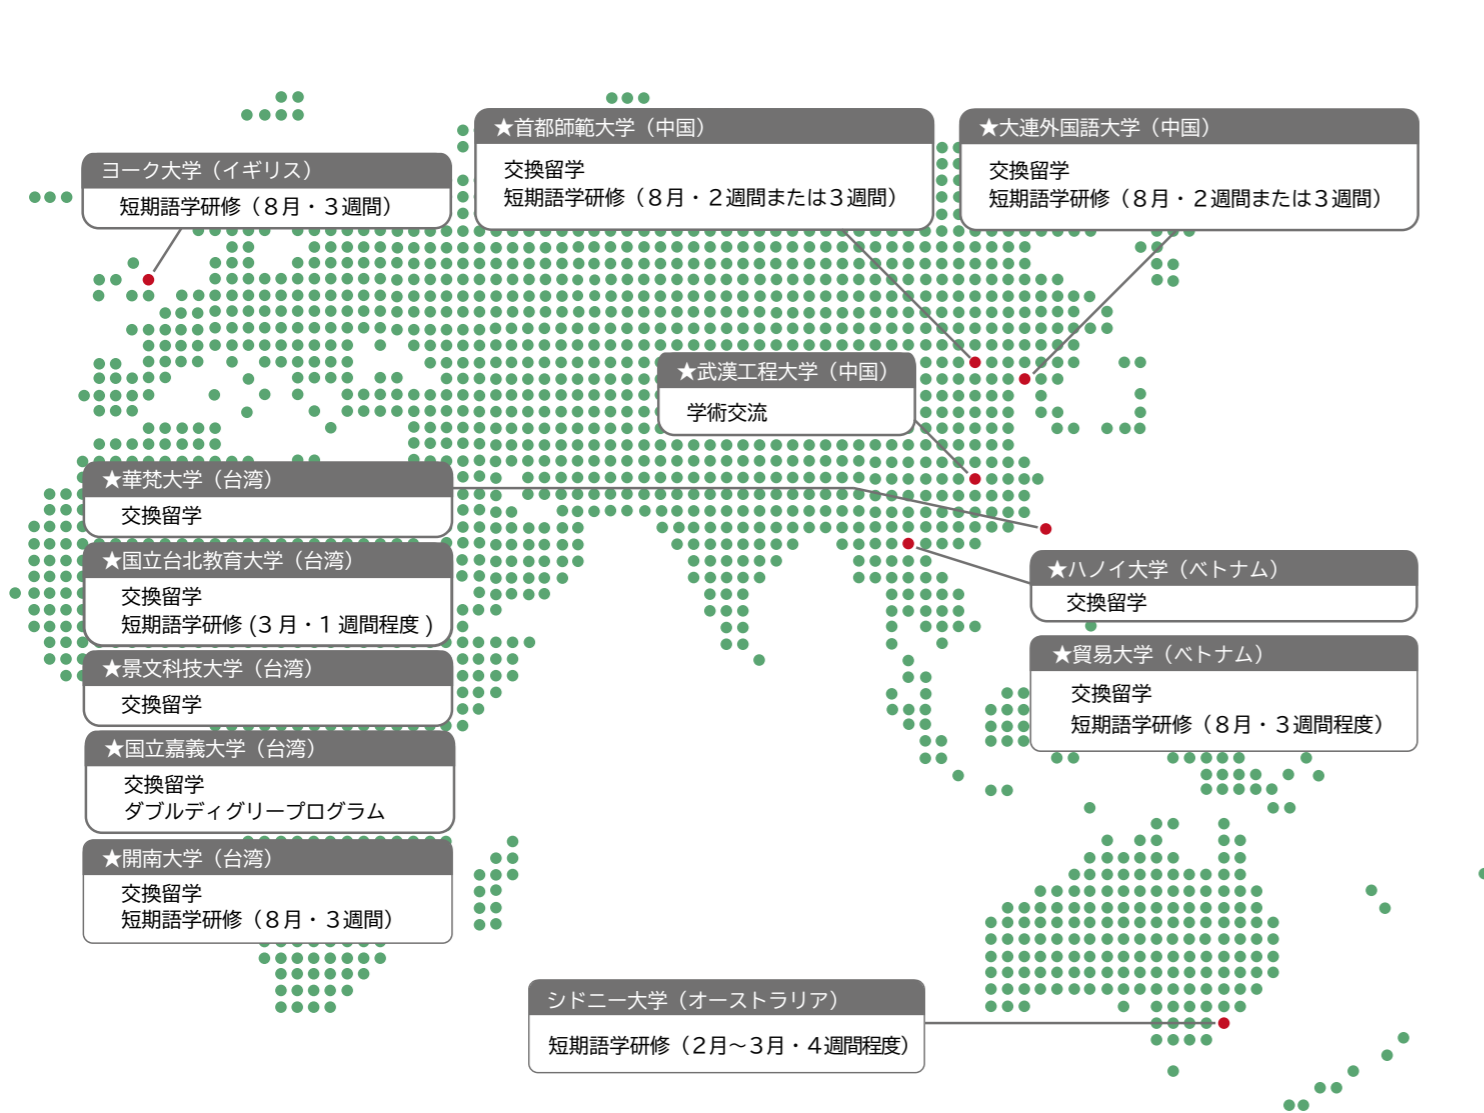 ★首都師範大学（中国）
交換留学
短期語学研修（８月・２週間または３週間）
★大連外国語大学（中国）
交換留学
短期語学研修（８月・２週間または３週間）
ヨーク大学（イギリス）
短期語学研修（８月・３週間）
★武漢工程大学（中国）
学術交流
★華梵大学（台湾）
交換留学
★国立台北教育大学（台湾）
交換留学
短期語学研修 (３月・１週間程度 )
★景文科技大学（台湾）
交換留学
★国立嘉義大学（台湾）
交換留学
ダブルディグリープログラム
★開南大学（台湾）
交換留学
短期語学研修（８月・３週間）
★ハノイ大学（ベトナム）
交換留学
★貿易大学（ベトナム）
交換留学
短期語学研修（８月・３週間程度）
シドニー大学（オーストラリア）
短期語学研修（２月～３月・４週間程度）